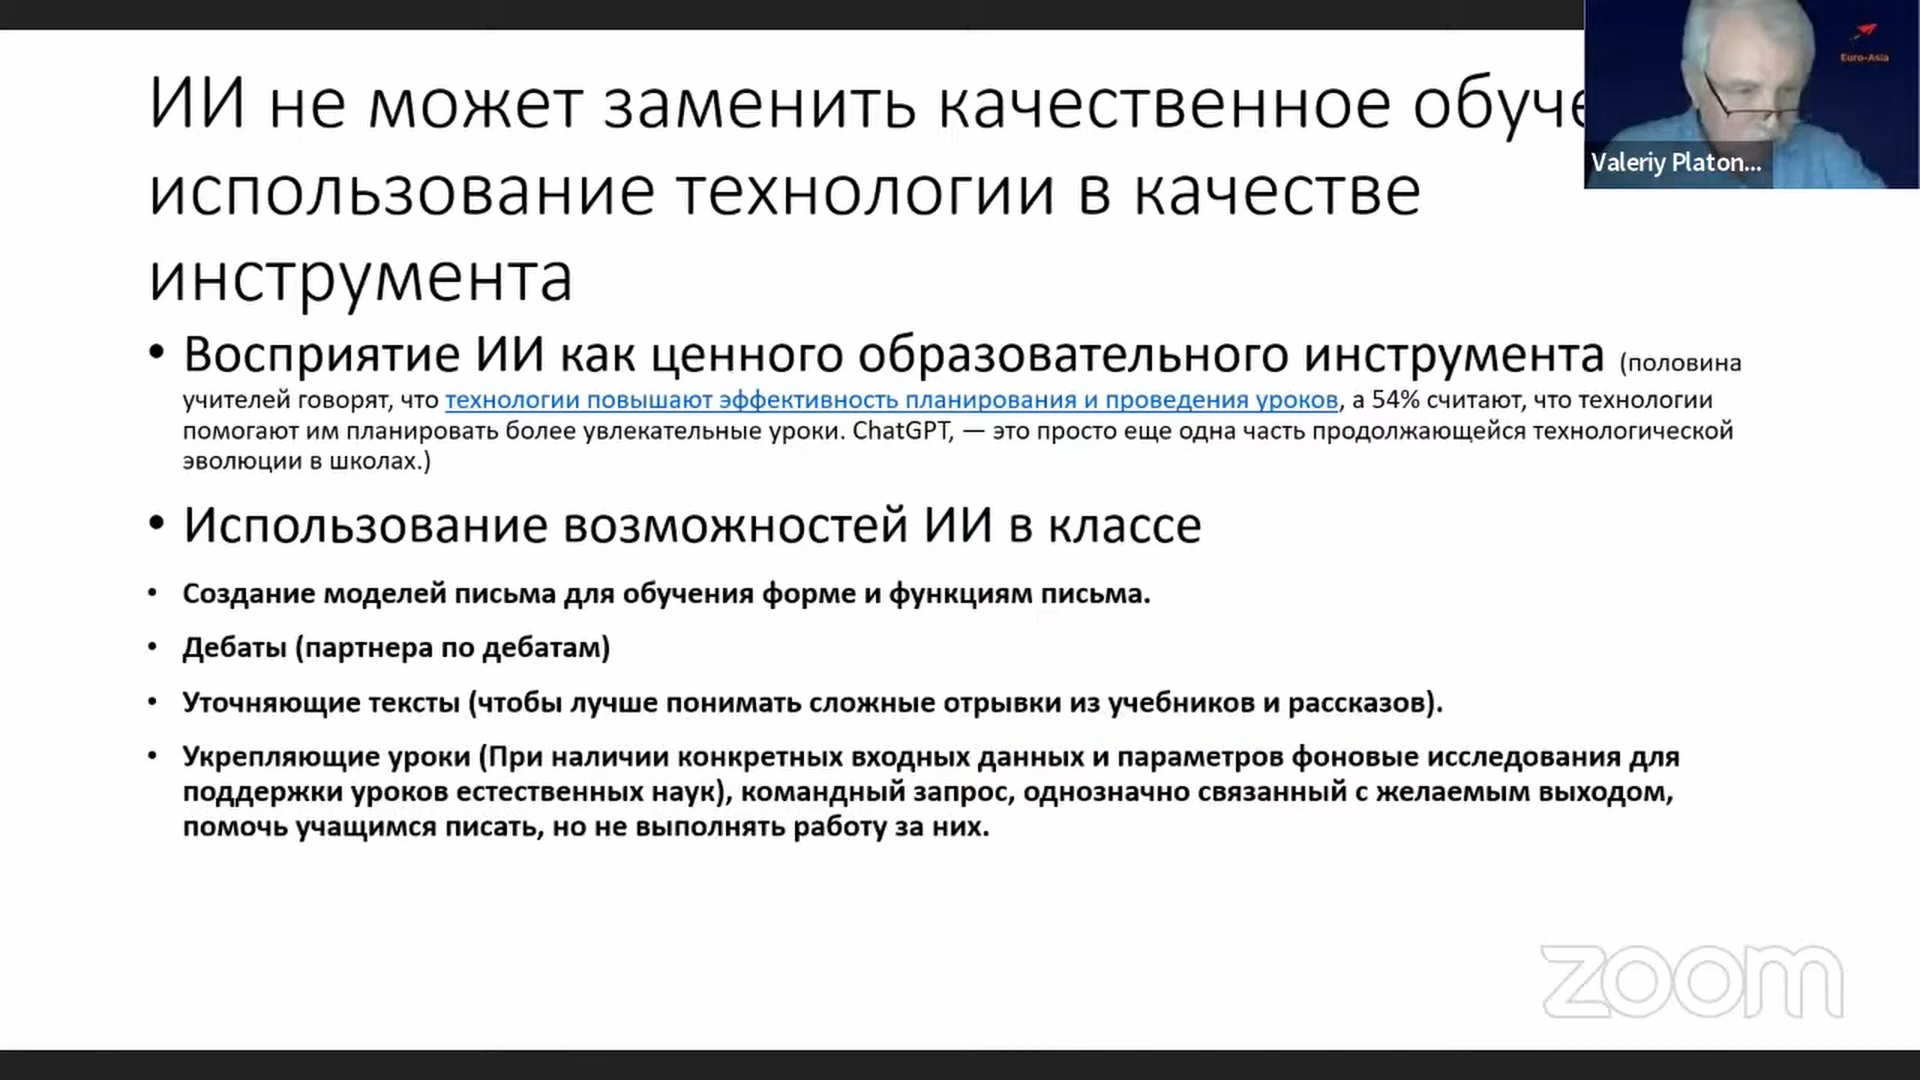 ИИ не может заменить качественное
использование технологии в качестве
инструмента
Euro-Asia
Valeriy Platon...
• Восприятие ИИ как ценного образовательного инструмента (половина
учителей говорят, что технологии повышают эффективность планирования и проведения уроков, а 54% считают, что технологии
помогают им планировать более увлекательные уроки. ChatGPT, — это просто еще одна часть продолжающейся технологической
эволюции в школах.)
• Использование возможностей ИИ в классе
• Создание моделей письма для обучения форме и функциям письма.
• Дебаты (партнера по дебатам)
• Уточняющие тексты (чтобы лучше понимать сложные отрывки из учебников и рассказов).
• Укрепляющие уроки (При наличии конкретных входных данных и параметров фоновые исследования для
поддержки уроков естественных наук), командный запрос, однозначно связанный с желаемым выходом,
помочь учащимся писать, но не выполнять работу за них.
zoom